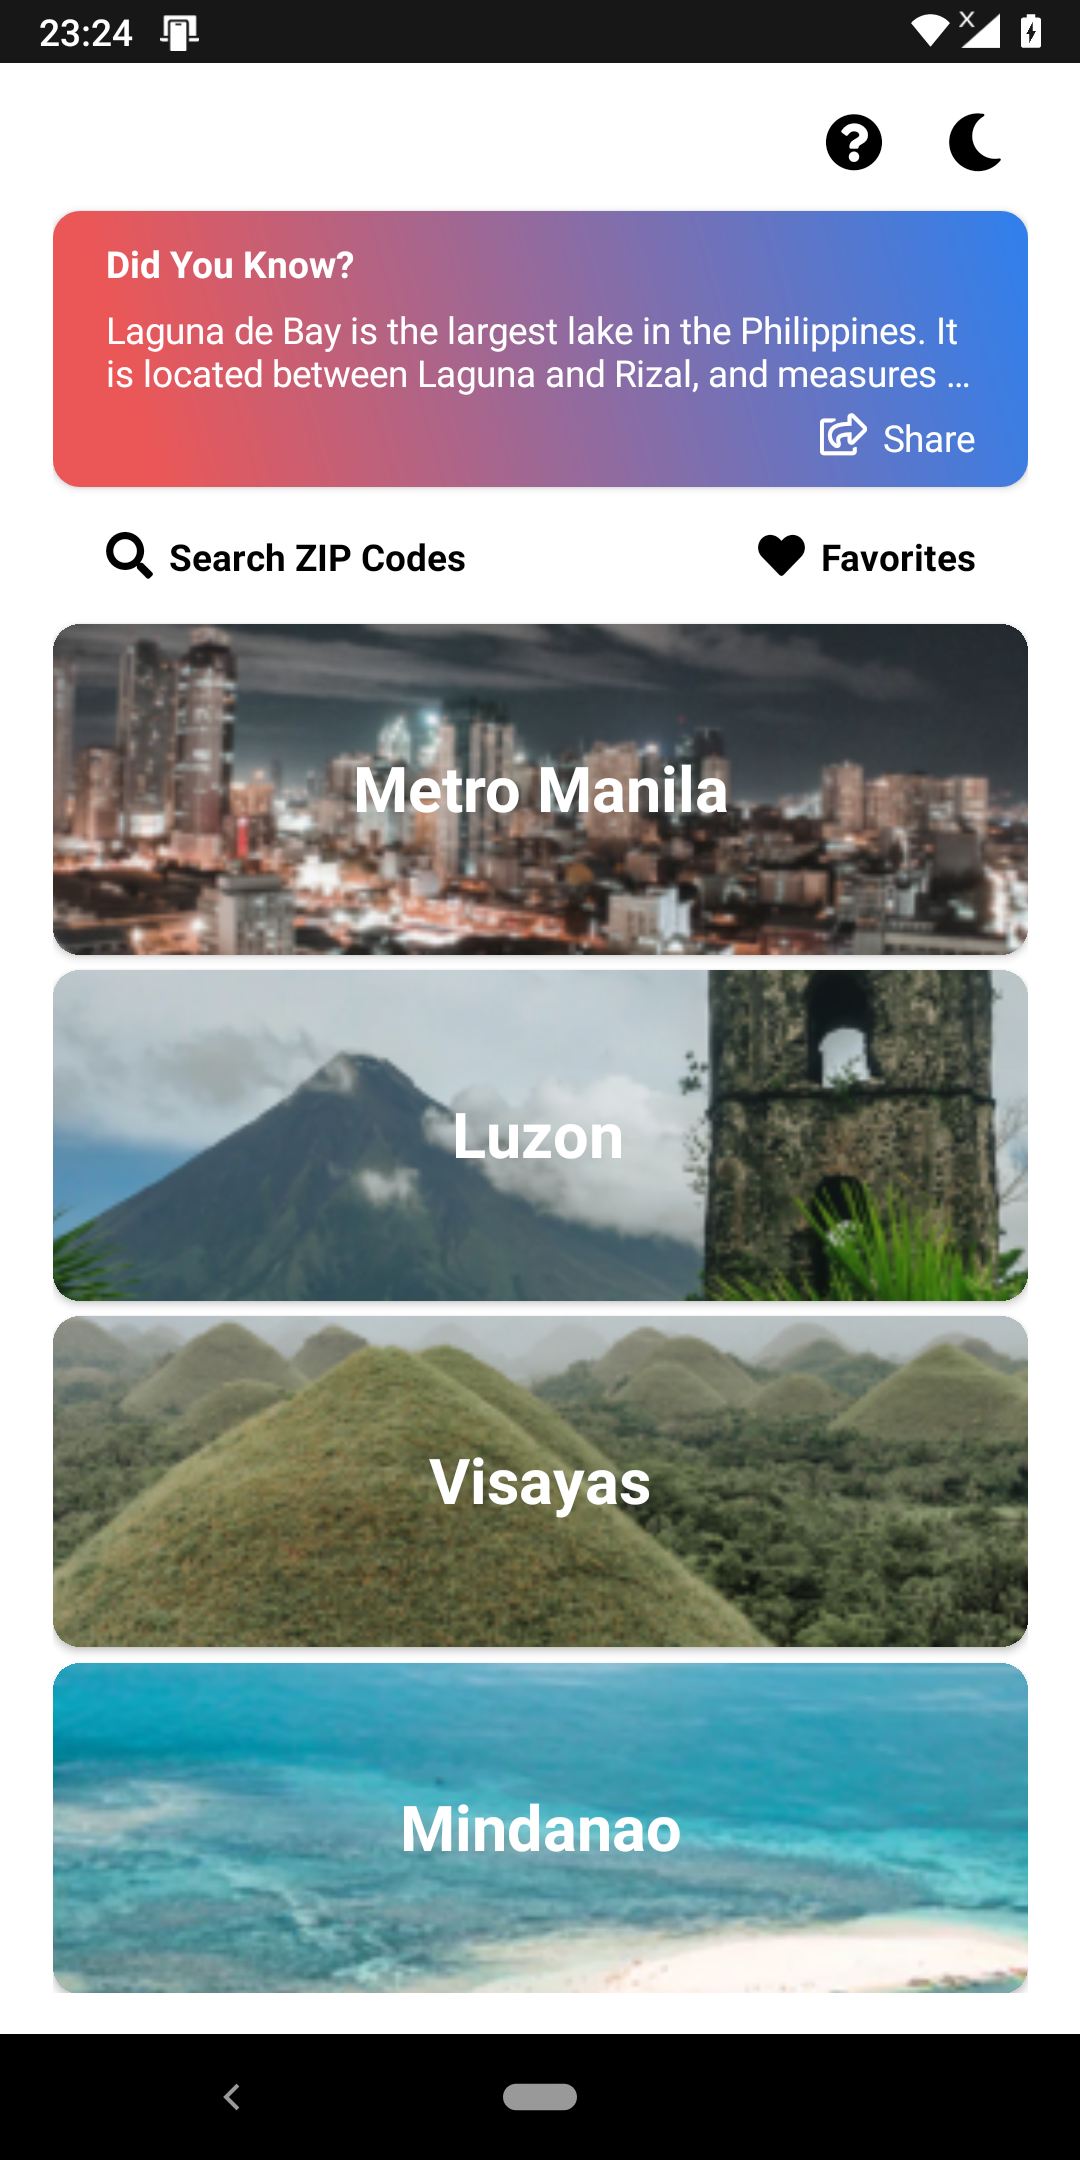 23:24
Did You Know?
Laguna de Bay is the largest lake in the Philippines. It
is located between Laguna and Rizal, and measures ...
Share
Search ZIP Codes
Favorites
Metro Manila
Luzon
Visayas
Mindanao